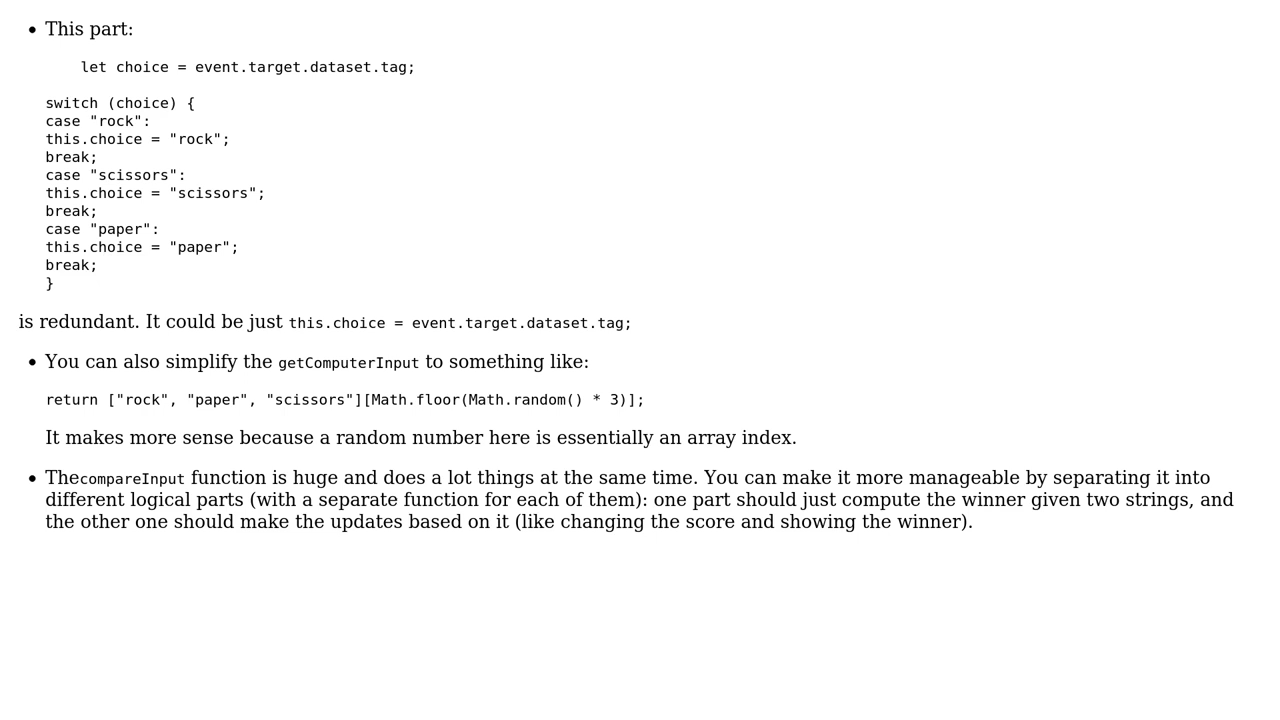 This part:
let choice = event.target.dataset.tag;
switch (choice) {
case "rock":
this.choice = "rock";
break;
case "scissors":
this.choice = "scissors";
break;
case "paper":
this.choice = "paper";
break;
}
is redundant. It could be just this.choice = event.target.dataset.tag;
You can also simplify the getComputerInput to something like:
return ["rock", "paper", "scissors"][Math.floor(Math.random() * 3)];
It makes more sense because a random number here is essentially an array index.
ThecompareInput function is huge and does a lot things at the same time. You can make it more manageable by separating it into
different logical parts (with a separate function for each of them): one part should just compute the winner given two strings, and
the other one should make the updates based on it (like changing the score and showing the winner).